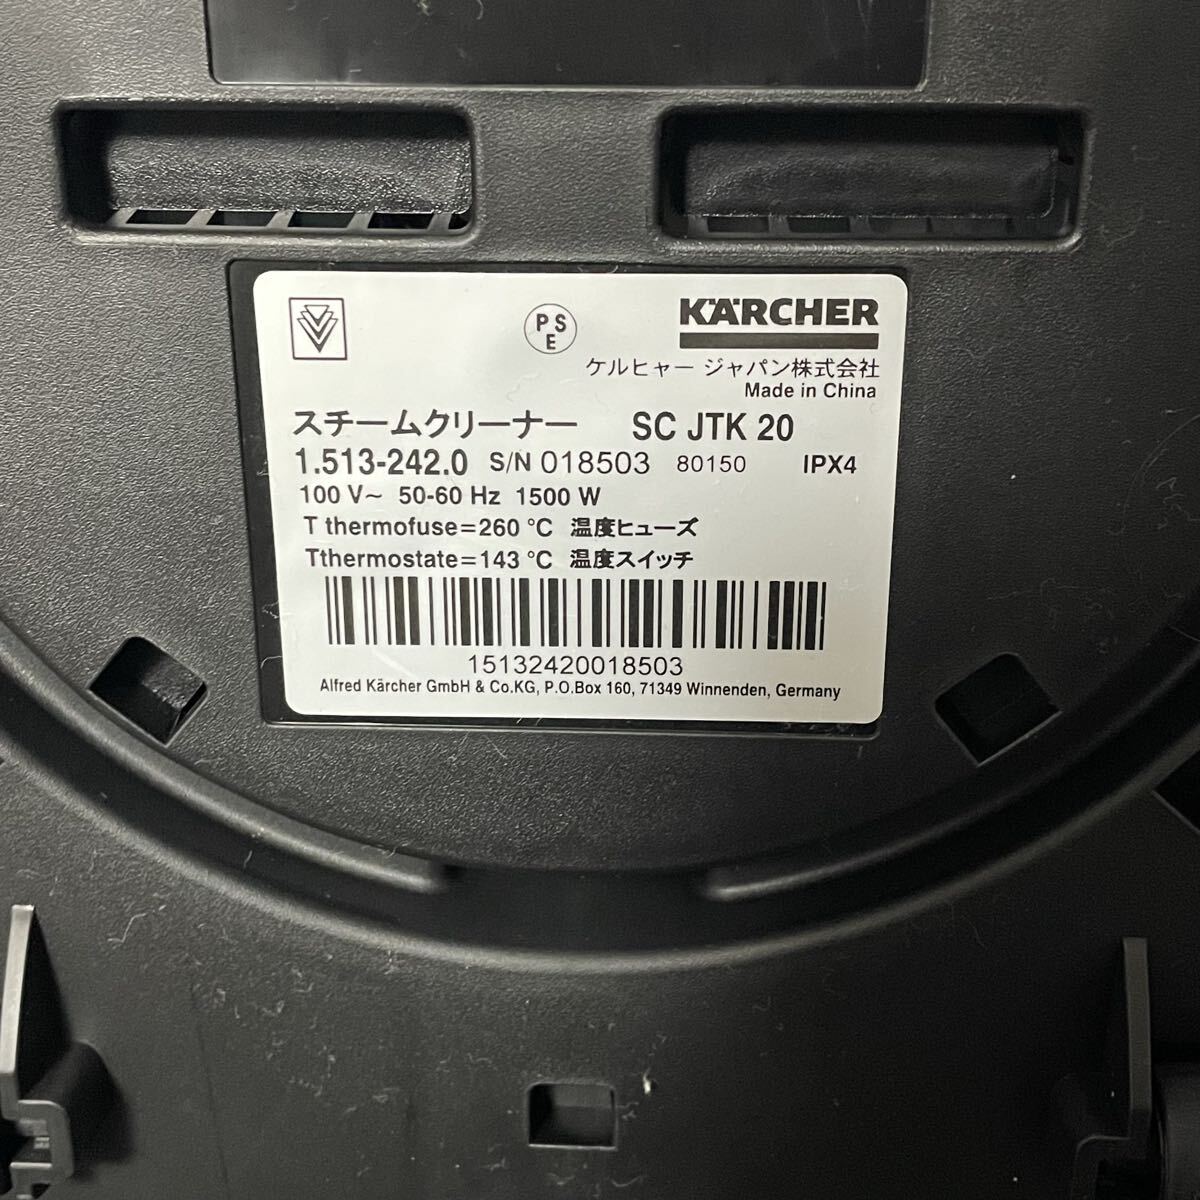 P S
E
KÄRCHER
ケルヒャー ジャパン株式会社
Made in China
スチームクリーナー SC JTK 20
1.513-242.0 S/N 018503 80150 IPX4
100 V~ 50-60 Hz 1500 W
T thermofuse=260 °C 温度ヒューズ
Tthermostate=143 °C 温度スイッチ
15132420018503
Alfred Kärcher GmbH & Co.KG, P.O.Box 160, 71349 Winnenden, Germany